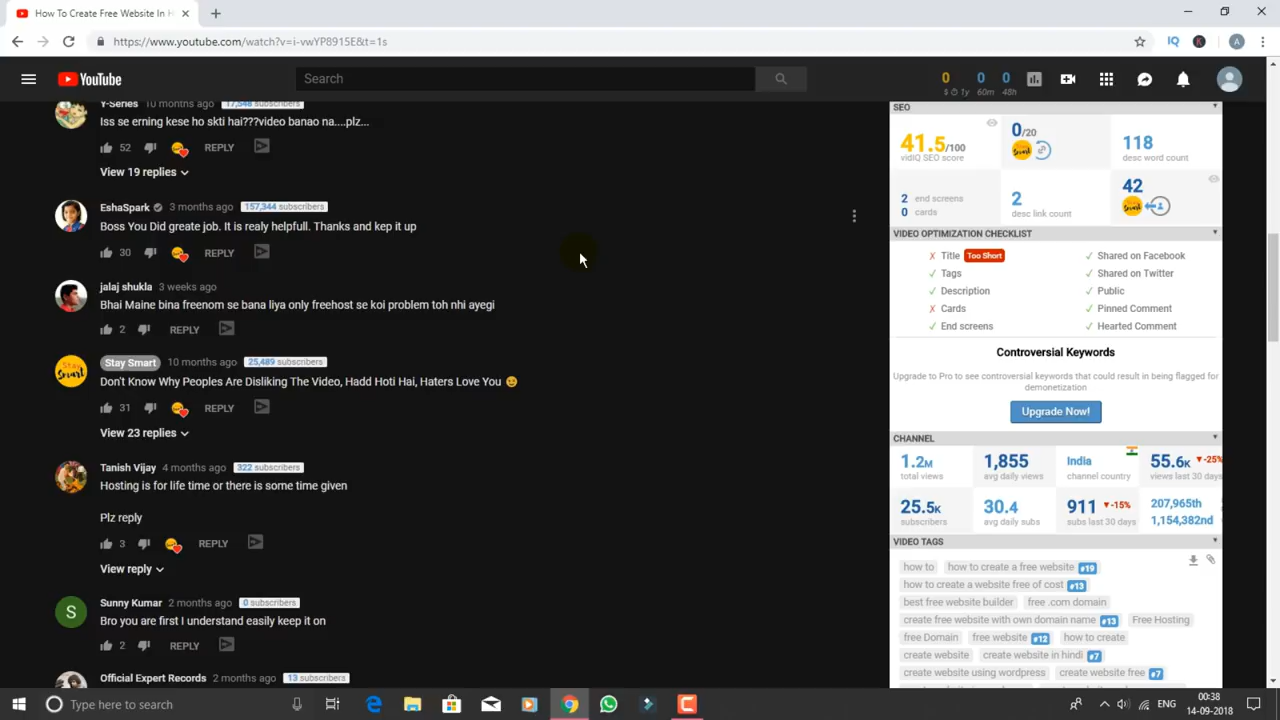 How To Create Free Website In H
https://www.youtube.com/watch?v=i-vwYP8915E&t=1s
IQ
K
A
YouTube
Search
0 0 0
$ 1y 60m 48h
Y-Series 10 months ago 17,548 subscribers
Iss se erning kese ho skti hai???video banao na....plz...
52 REPLY
View 19 replies
EshaSpark 3 months ago 157,344 subscribers
Boss You Did greate job. It is realy helpfull. Thanks and keep it up
30 REPLY
jalaj shukla 3 weeks ago
Bhai Maine bina freenom se bana liya only freehost se koi problem toh nhi ayegi
2 REPLY
Stay Smart 10 months ago 25,489 subscribers
Don't Know Why Peoples Are Disliking The Video, Hadd Hoti Hai, Haters Love You
31 REPLY
View 23 replies
Tanish Vijay 4 months ago 322 subscribers
Hosting is for life time or there is some time given
Plz reply
3 REPLY
View reply
S
Sunny Kumar 2 months ago 0 subscribers
Bro you are first I understand easily keep it on
2 REPLY
Official Expert Records 2 months ago 13 subscribers
SEO
41.5/100
vidIQ SEO score
0/20
118
desc word count
2 end screens
0 cards
2
desc link count
42
VIDEO OPTIMIZATION CHECKLIST
✗ Title Too Short ✓ Shared on Facebook
✓ Tags ✓ Shared on Twitter
✓ Description ✓ Public
✗ Cards ✓ Pinned Comment
✓ End screens ✓ Hearted Comment
Controversial Keywords
Upgrade to Pro to see controversial keywords that could result in being flagged for
demonetization
Upgrade Now!
CHANNEL
1.2M 1,855 India 55.6K ▼-25%
total views avg daily views channel country views last 30 days
25.5K 30.4 911 ▼-15% 207,965th
subscribers avg daily subs subs last 30 days 1,154,382nd
VIDEO TAGS
how to how to create a free website #19
how to create a website free of cost #13
best free website builder free .com domain
create free website with own domain name #13 Free Hosting
free Domain free website #12 how to create
create website create website in hindi #7
create website using wordpress create website free #7
Type here to search
ENG
00:38
14-09-2018